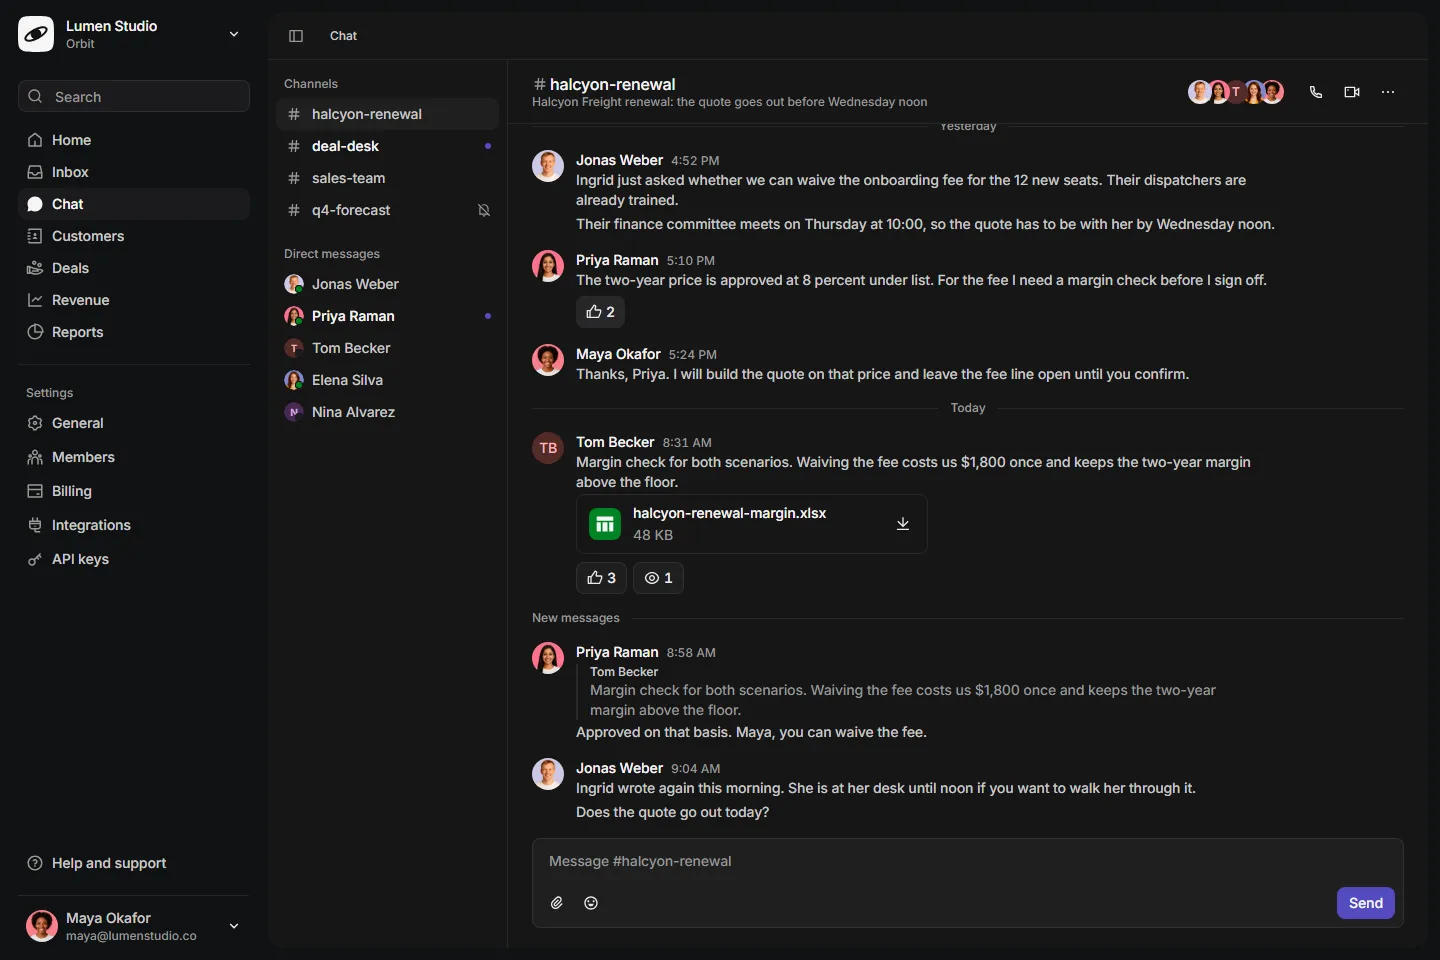 Lumen Studio
Orbit
Search
Home
Inbox
Chat
Customers
Deals
Revenue
Reports
Settings
General
Members
Billing
Integrations
API keys
Help and support
Maya Okafor
maya@lumenstudio.co
Chat
Channels
# halcyon-renewal
# deal-desk
# sales-team
# q4-forecast
Direct messages
Jonas Weber
Priya Raman
T Tom Becker
Elena Silva
N Nina Alvarez
# halcyon-renewal
Halcyon Freight renewal: the quote goes out before Wednesday noon
T
Yesterday
Jonas Weber 4:52 PM
Ingrid just asked whether we can waive the onboarding fee for the 12 new seats. Their dispatchers are
already trained.
Their finance committee meets on Thursday at 10:00, so the quote has to be with her by Wednesday noon.
Priya Raman 5:10 PM
The two-year price is approved at 8 percent under list. For the fee I need a margin check before I sign off.
2
Maya Okafor 5:24 PM
Thanks, Priya. I will build the quote on that price and leave the fee line open until you confirm.
Today
TB
Tom Becker 8:31 AM
Margin check for both scenarios. Waiving the fee costs us $1,800 once and keeps the two-year margin
above the floor.
halcyon-renewal-margin.xlsx
48 KB
3 1
New messages
Priya Raman 8:58 AM
Tom Becker
Margin check for both scenarios. Waiving the fee costs us $1,800 once and keeps the two-year
margin above the floor.
Approved on that basis. Maya, you can waive the fee.
Jonas Weber 9:04 AM
Ingrid wrote again this morning. She is at her desk until noon if you want to walk her through it.
Does the quote go out today?
Message #halcyon-renewal
Send